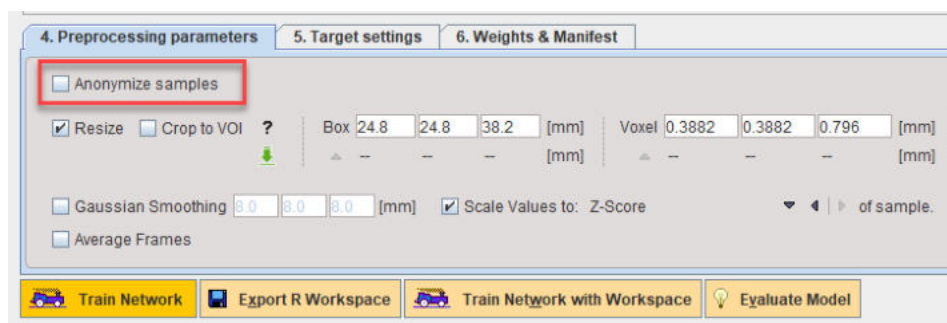 4. Preprocessing parameters 5. Target settings 6. Weights & Manifest
Anonymize samples
Resize Crop to VOI ? Box 24.8 24.8 38.2 [mm] Voxel 0.3882 0.3882 0.796 [mm]
-- -- -- [mm] -- -- -- [mm]
Gaussian Smoothing 8.0 8.0 8.0 [mm] Scale Values to: Z-Score of sample.
Average Frames
Train Network Export R Workspace Train Network with Workspace Evaluate Model